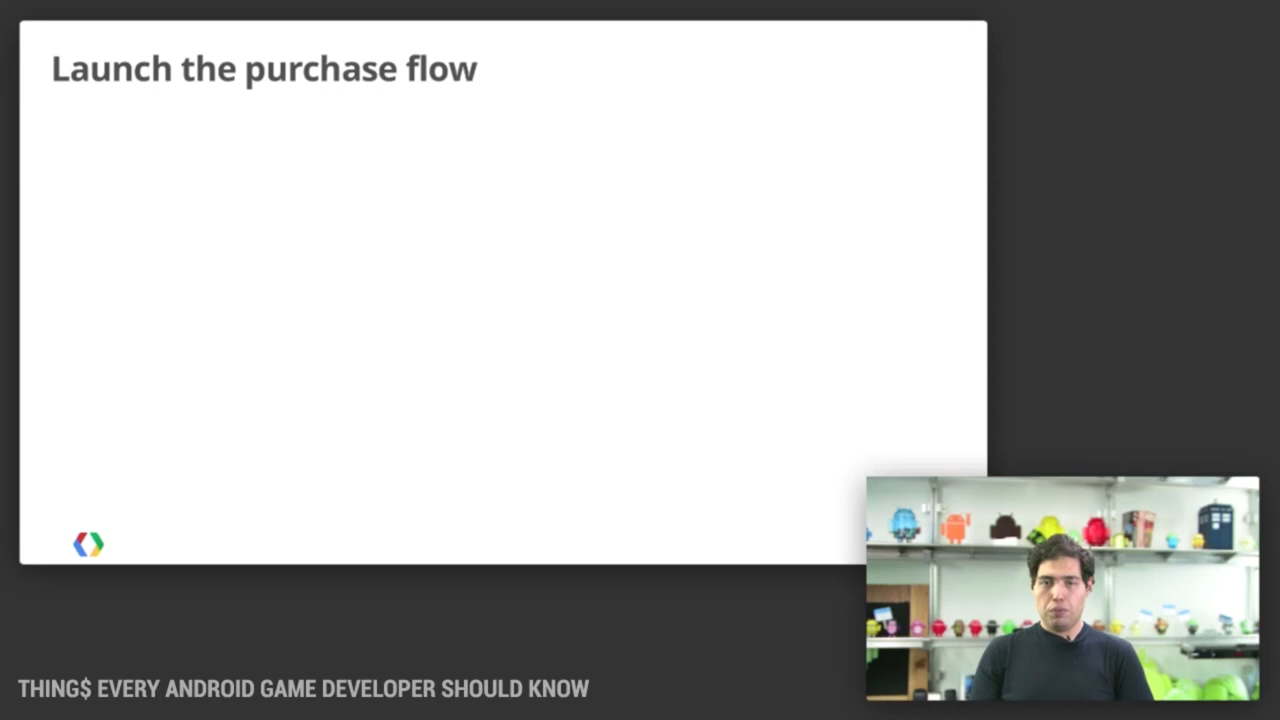 Launch the purchase flow
THING$ EVERY ANDROID GAME DEVELOPER SHOULD KNOW